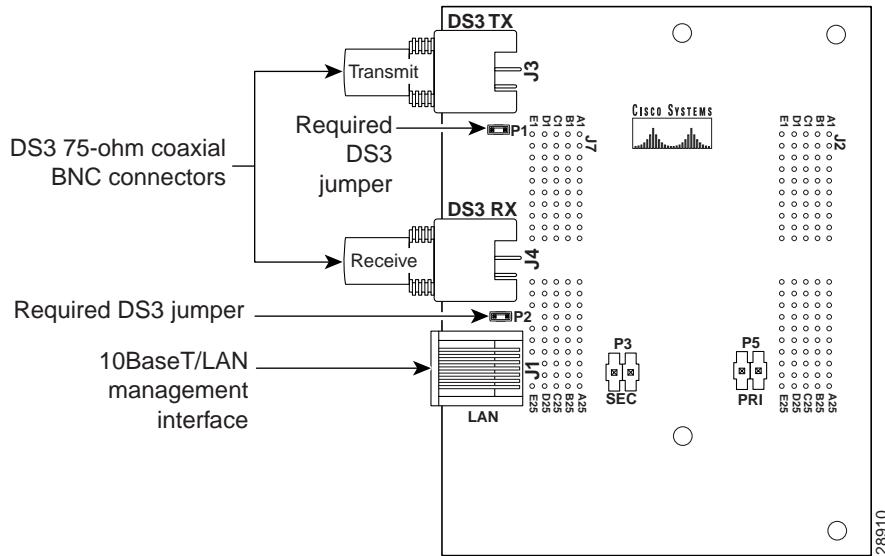 DS3 TX
Transmit
J3
Required
DS3
jumper
P1
DS3 75-ohm coaxial
BNC connectors
CISCO SYSTEMS
E1 D1 C1 B1 A1
J7
E1 D1 C1 B1 A1
J2
DS3 RX
Receive
J4
Required DS3 jumper
P2
10BaseT/LAN
management
interface
J1
LAN
P3
SEC
P5
PRI
E25 D25 C25 B25 A25
E25 D25 C25 B25 A25
28910